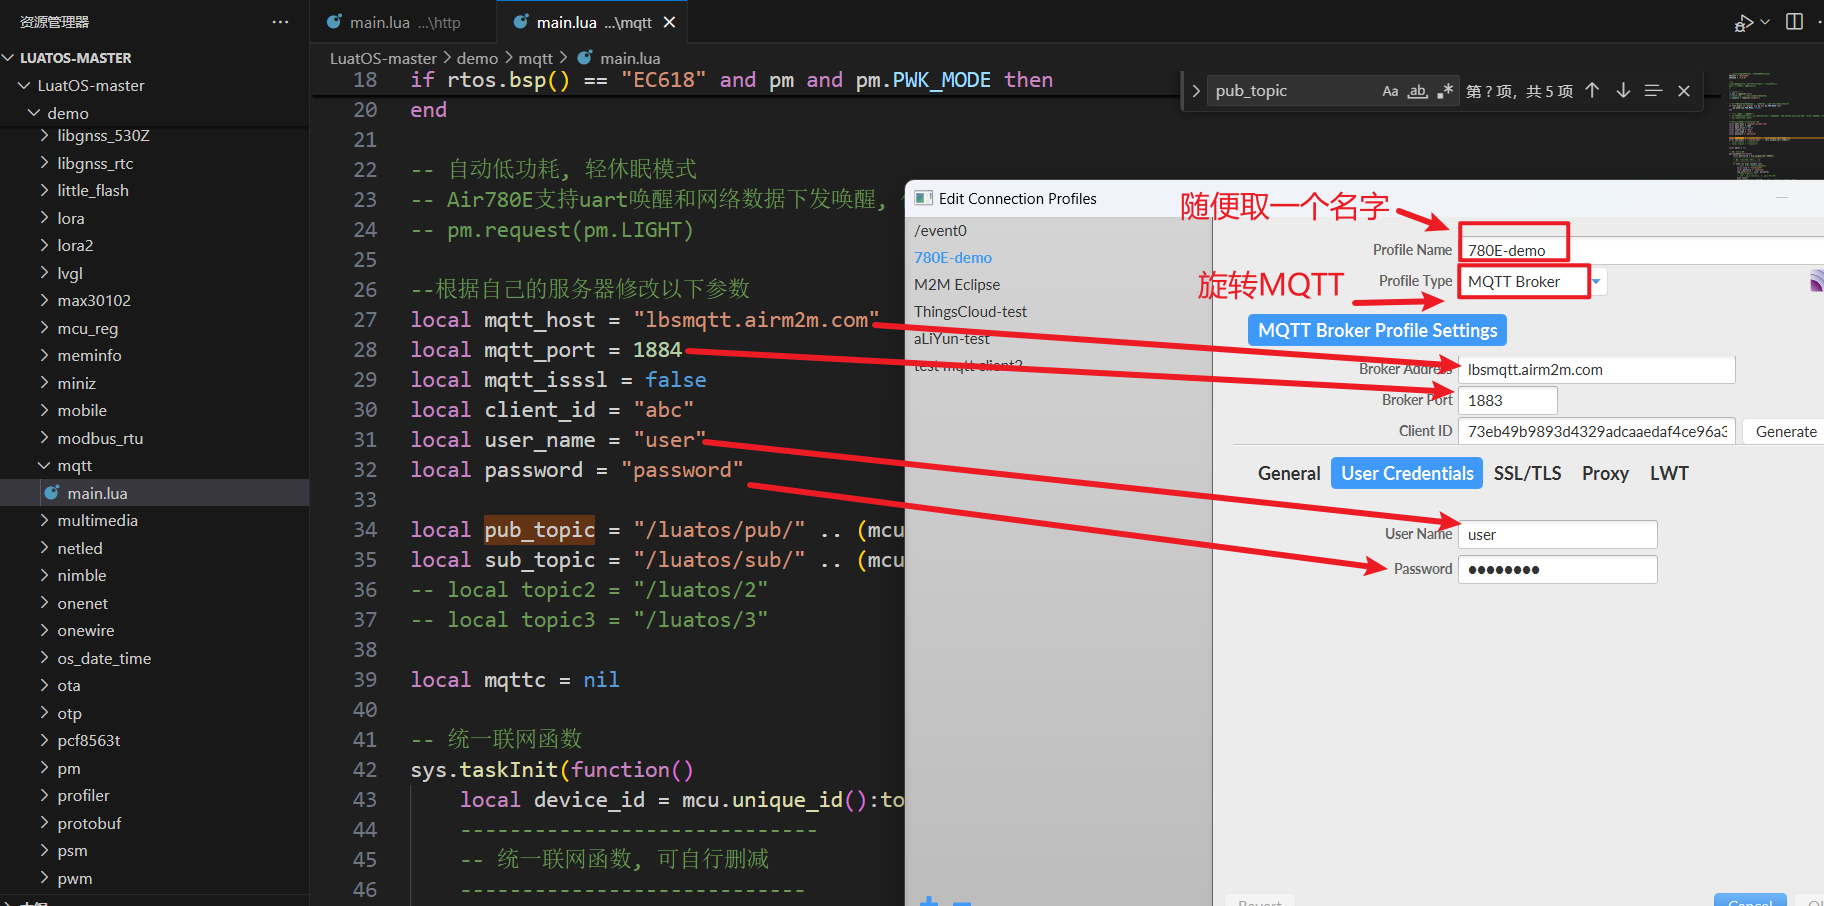 资源管理器
LUATOS-MASTER
LuatOS-master
demo
libgnss_530Z
libgnss_rtc
little_flash
lora
lora2
lvgl
max30102
mcu_reg
meminfo
miniz
mobile
modbus_rtu
mqtt
main.lua
multimedia
netled
nimble
onenet
onewire
os_date_time
ota
otp
pcf8563t
pm
profiler
protobuf
psm
pwm
main.lua ...\http
main.lua ...\mqtt
LuatOS-master > demo > mqtt > main.lua
18 if rtos.bsp() == "EC618" and pm and pm.PWK_MODE then
20 end
21
22 -- 自动低功耗, 轻休眠模式
23 -- Air780E支持uart唤醒和网络数据下发唤醒,
24 -- pm.request(pm.LIGHT)
25
26 --根据自己的服务器修改以下参数
27 local mqtt_host = "lbsmqtt.airm2m.com"
28 local mqtt_port = 1884
29 local mqtt_isssl = false
30 local client_id = "abc"
31 local user_name = "user"
32 local password = "password"
33
34 local pub_topic = "/luatos/pub/" .. (mcu
35 local sub_topic = "/luatos/sub/" .. (mcu
36 -- local topic2 = "/luatos/2"
37 -- local topic3 = "/luatos/3"
38
39 local mqttc = nil
40
41 -- 统一联网函数
42 sys.taskInit(function()
43 local device_id = mcu.unique_id():to
44 -----------------------------
45 -- 统一联网函数, 可自行删减
46 ----------------------------
pub_topic Aa ab .* 第 ? 项，共 5 项
Edit Connection Profiles
/event0
780E-demo
M2M Eclipse
ThingsCloud-test
aLiYun-test
test mqtt client2
随便取一个名字
Profile Name 780E-demo
旋转MQTT
Profile Type MQTT Broker
MQTT Broker Profile Settings
Broker Address lbsmqtt.airm2m.com
Broker Port 1883
Client ID 73eb49b9893d4329adcaaedaf4ce96a3 Generate
General User Credentials SSL/TLS Proxy LWT
User Name user
Password ●●●●●●●●
Revert Cancel